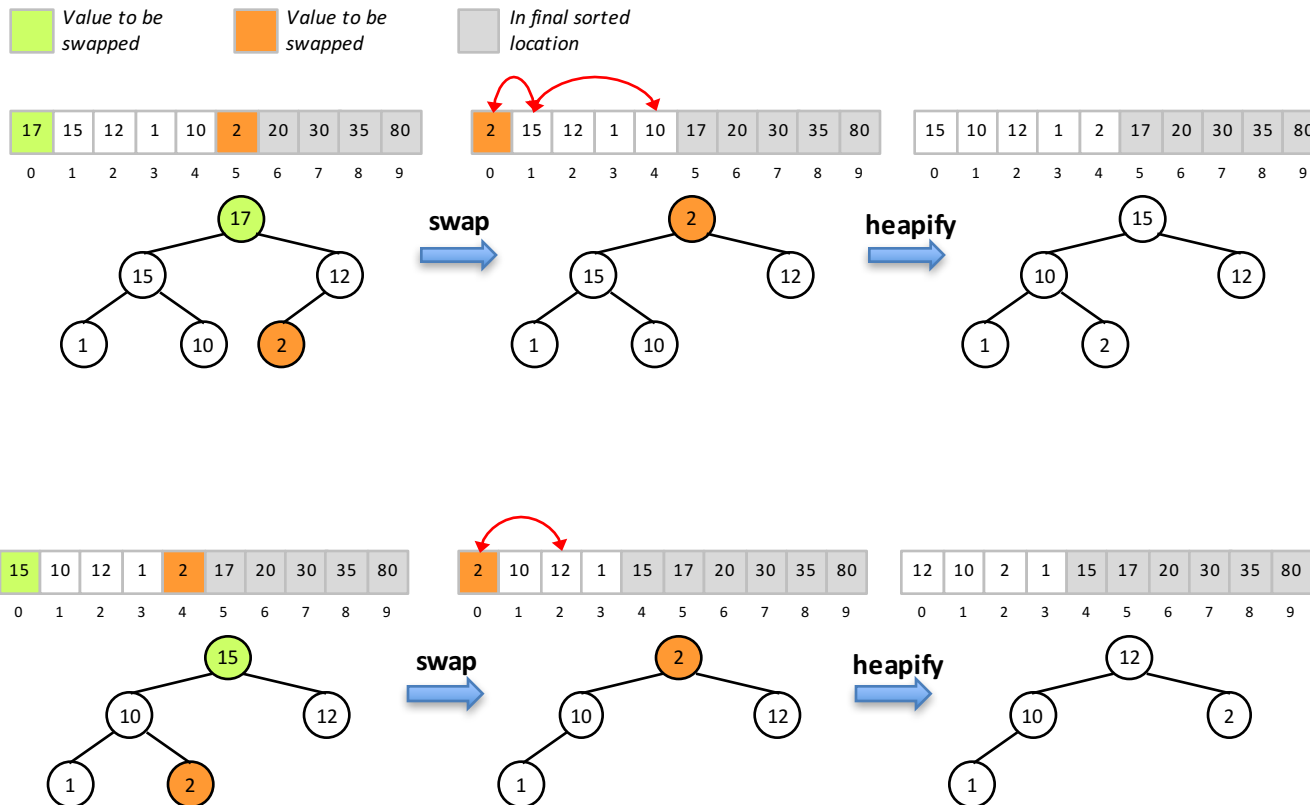 Value to be
swapped
Value to be
swapped
In final sorted
location
17 15 12 1 10 2 20 30 35 80
0 1 2 3 4 5 6 7 8 9
2 15 12 1 10 17 20 30 35 80
0 1 2 3 4 5 6 7 8 9
15 10 12 1 2 17 20 30 35 80
0 1 2 3 4 5 6 7 8 9
17
15 12
1 10 2
swap
2
15 12
1 10
heapify
15
10 12
1 2
15 10 12 1 2 17 20 30 35 80
0 1 2 3 4 5 6 7 8 9
2 10 12 1 15 17 20 30 35 80
0 1 2 3 4 5 6 7 8 9
12 10 2 1 15 17 20 30 35 80
0 1 2 3 4 5 6 7 8 9
15
10 12
1 2
swap
2
10 12
1
heapify
12
10 2
1